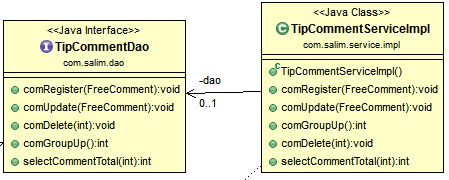 <<Java Interface>>
TipCommentDao
com.salim.dao
comRegister(FreeComment):void
comUpdate(FreeComment):void
comDelete(int):void
comGroupUp():int
selectCommentTotal(int):int
-dao
0..1
<<Java Class>>
TipCommentServiceImpl
com.salim.service.impl
TipCommentServiceImpl()
comRegister(FreeComment):void
comUpdate(FreeComment):void
comGroupUp():int
comDelete(int):void
selectCommentTotal(int):int